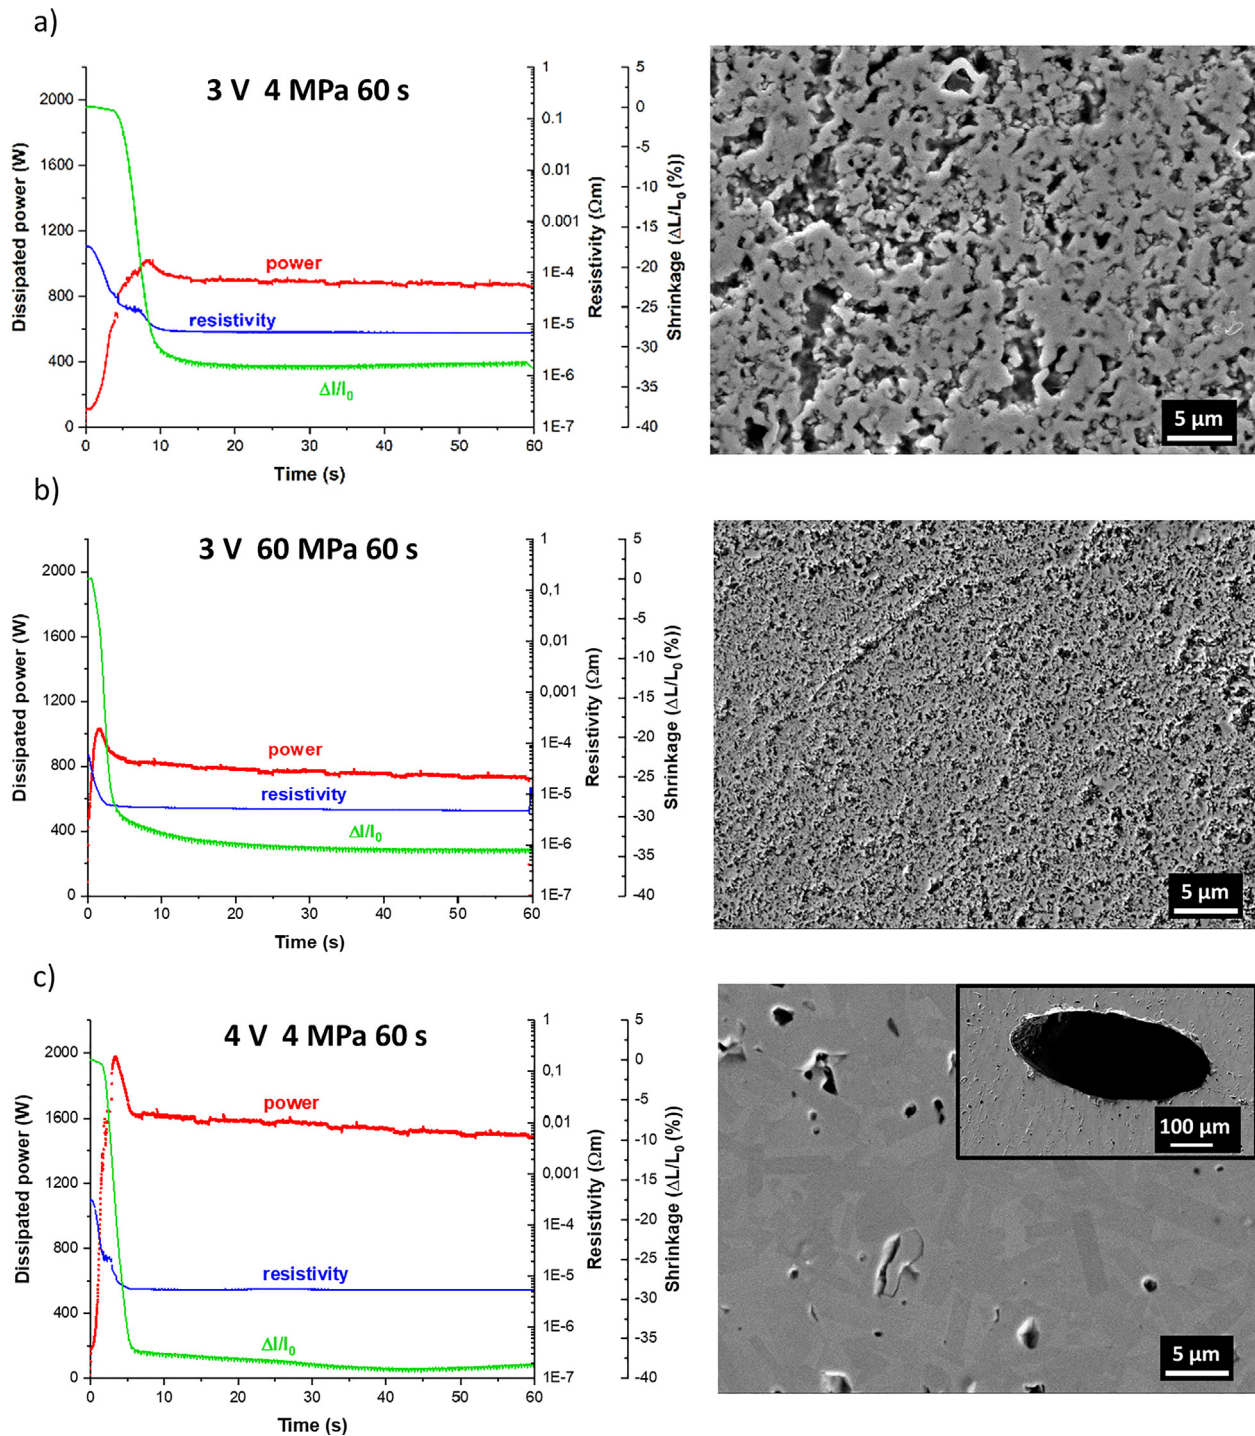 a)
3 V 4 MPa 60 s
Dissipated power (W)
2000
1600
1200
800
400
0
0 10 20 30 40 50 60
Time (s)
power
resistivity
Δl/l0
1
0.1
0.01
0.001
1E-4
1E-5
1E-6
1E-7
Resistivity (Ωm)
5
0
-5
-10
-15
-20
-25
-30
-35
-40
Shrinkage (ΔL/L0 (%))
5 µm
b)
3 V 60 MPa 60 s
Dissipated power (W)
2000
1600
1200
800
400
0
0 10 20 30 40 50 60
Time (s)
power
resistivity
Δl/l0
1
0.1
0.01
0.001
1E-4
1E-5
1E-6
1E-7
Resistivity (Ωm)
5
0
-5
-10
-15
-20
-25
-30
-35
-40
Shrinkage (ΔL/L0 (%))
5 µm
c)
4 V 4 MPa 60 s
Dissipated power (W)
2000
1600
1200
800
400
0
0 10 20 30 40 50 60
Time (s)
power
resistivity
Δl/l0
1
0.1
0.01
0.001
1E-4
1E-5
1E-6
1E-7
Resistivity (Ωm)
5
0
-5
-10
-15
-20
-25
-30
-35
-40
Shrinkage (ΔL/L0 (%))
100 µm
5 µm